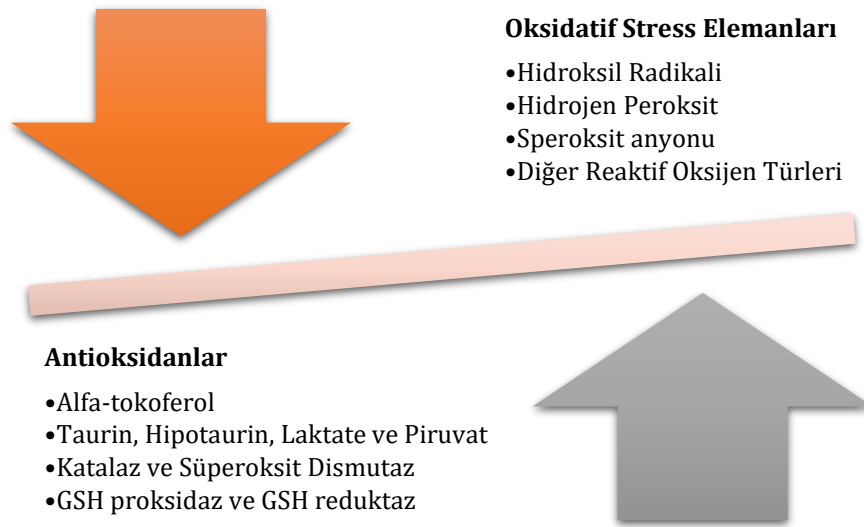 Oksidatif Stress Elemanları
•Hidroksil Radikali
•Hidrojen Peroksit
•Speroksit anyonu
•Diğer Reaktif Oksijen Türleri
Antioksidanlar
•Alfa-tokoferol
•Taurin, Hipotaurin, Laktate ve Piruvat
•Katalaz ve Süperoksit Dismutaz
•GSH proksidaz ve GSH reduktaz